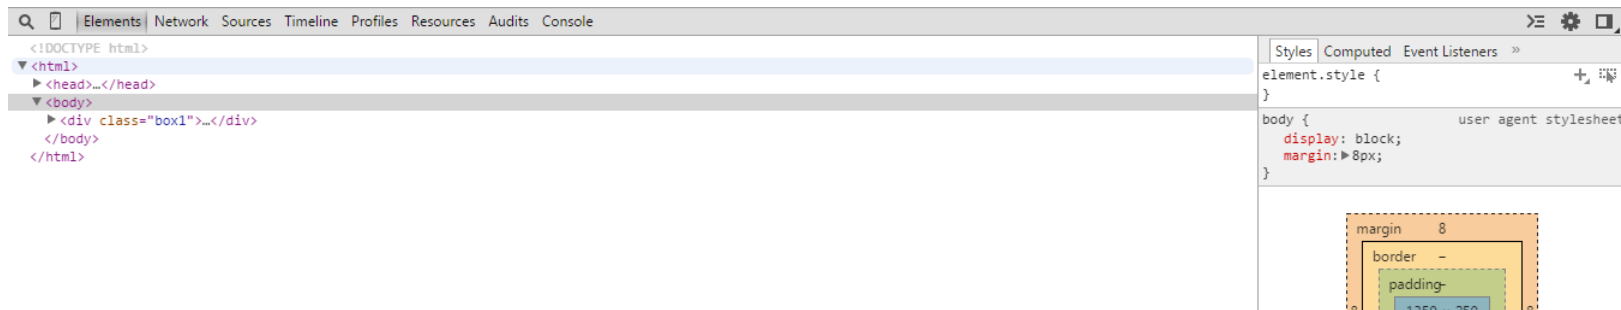 Elements Network Sources Timeline Profiles Resources Audits Console
<!DOCTYPE html>
▼<html>
▶<head>…</head>
▼<body>
▶<div class="box1">…</div>
</body>
</html>
Styles Computed Event Listeners »
element.style {
}
body { user agent stylesheet
display: block;
margin:▶8px;
}
margin 8
border –
padding–